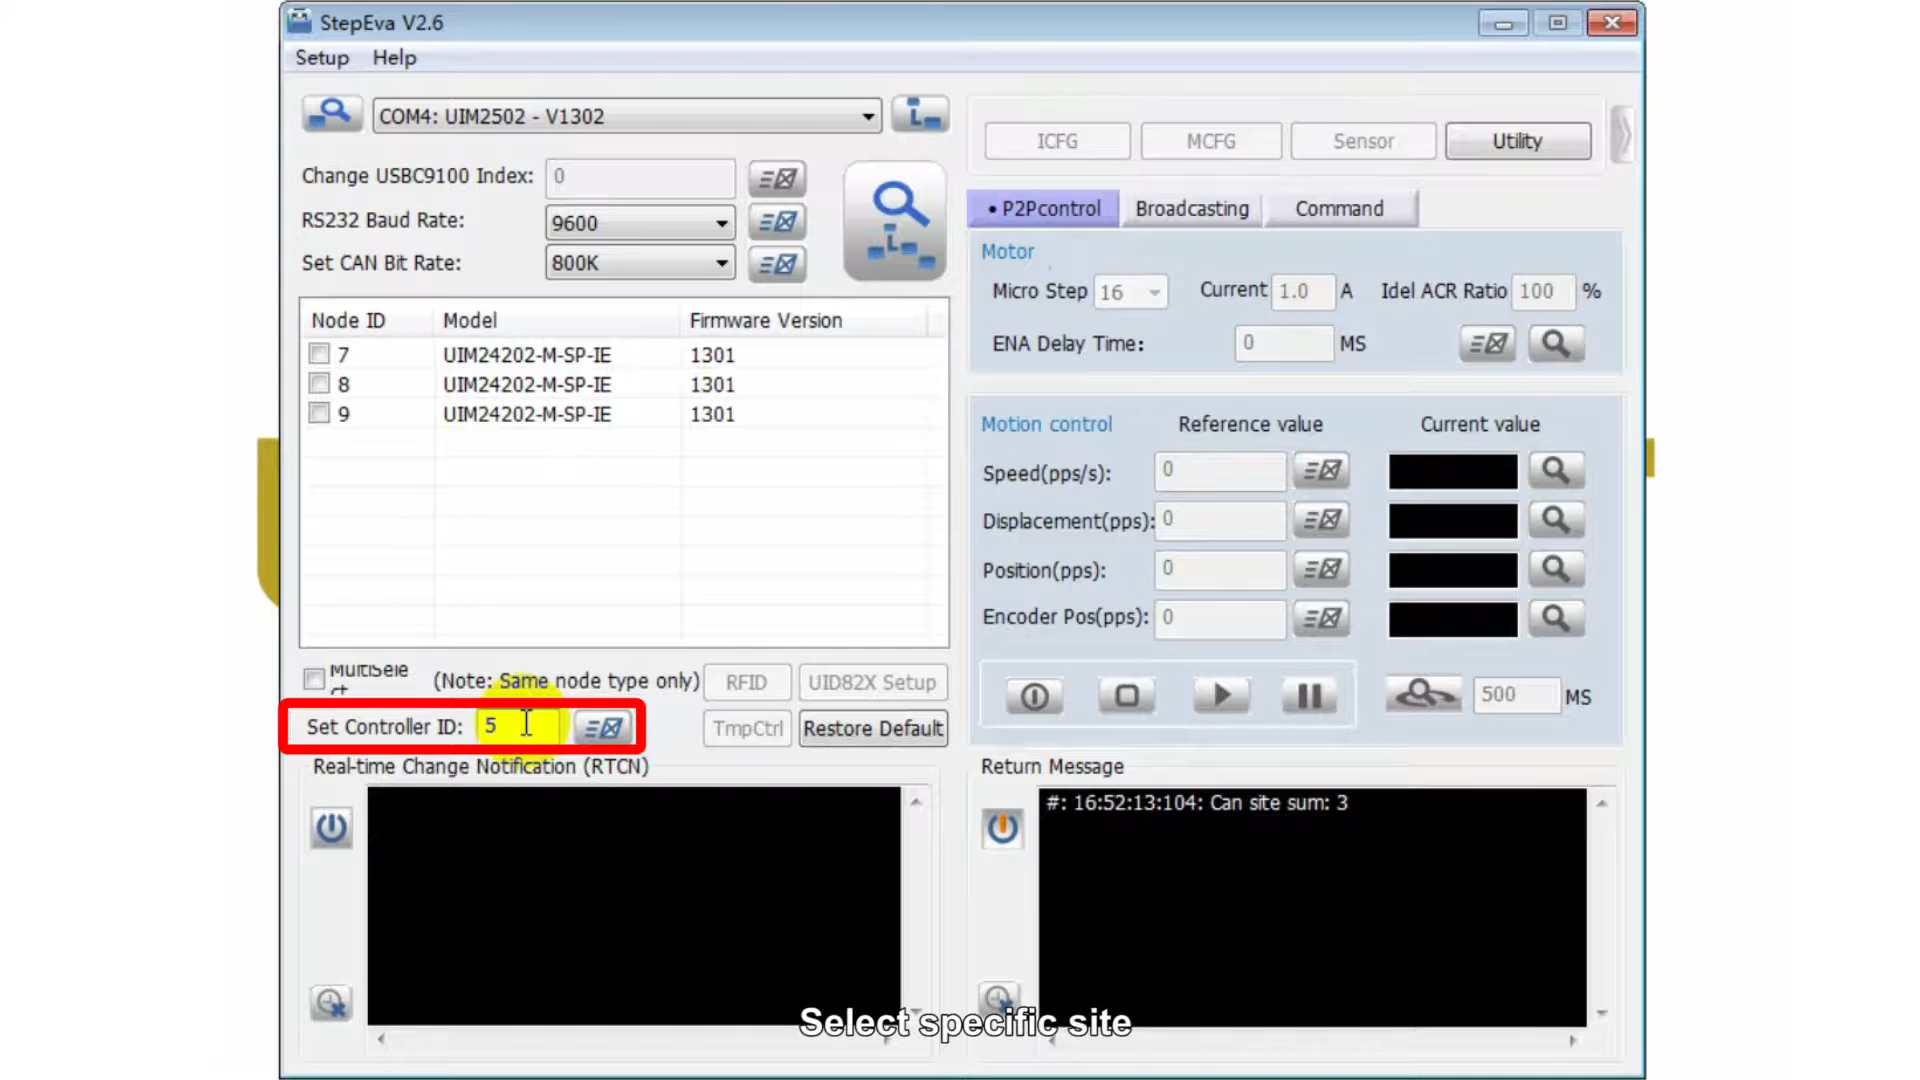 StepEva V2.6
Setup Help
COM4: UIM2502 - V1302
Change USBC9100 Index: 0
RS232 Baud Rate: 9600
Set CAN Bit Rate: 800K
Node ID Model Firmware Version
7 UIM24202-M-SP-IE 1301
8 UIM24202-M-SP-IE 1301
9 UIM24202-M-SP-IE 1301
MultiSele
ct
(Note: Same node type only) RFID UID82X Setup
Set Controller ID: 5 TmpCtrl Restore Default
Real-time Change Notification (RTCN)
ICFG MCFG Sensor Utility
• P2Pcontrol Broadcasting Command
Motor
Micro Step 16 Current 1.0 A Idel ACR Ratio 100 %
ENA Delay Time: 0 MS
Motion control Reference value Current value
Speed(pps/s): 0
Displacement(pps): 0
Position(pps): 0
Encoder Pos(pps): 0
500 MS
Return Message
#: 16:52:13:104: Can site sum: 3
Select specific site